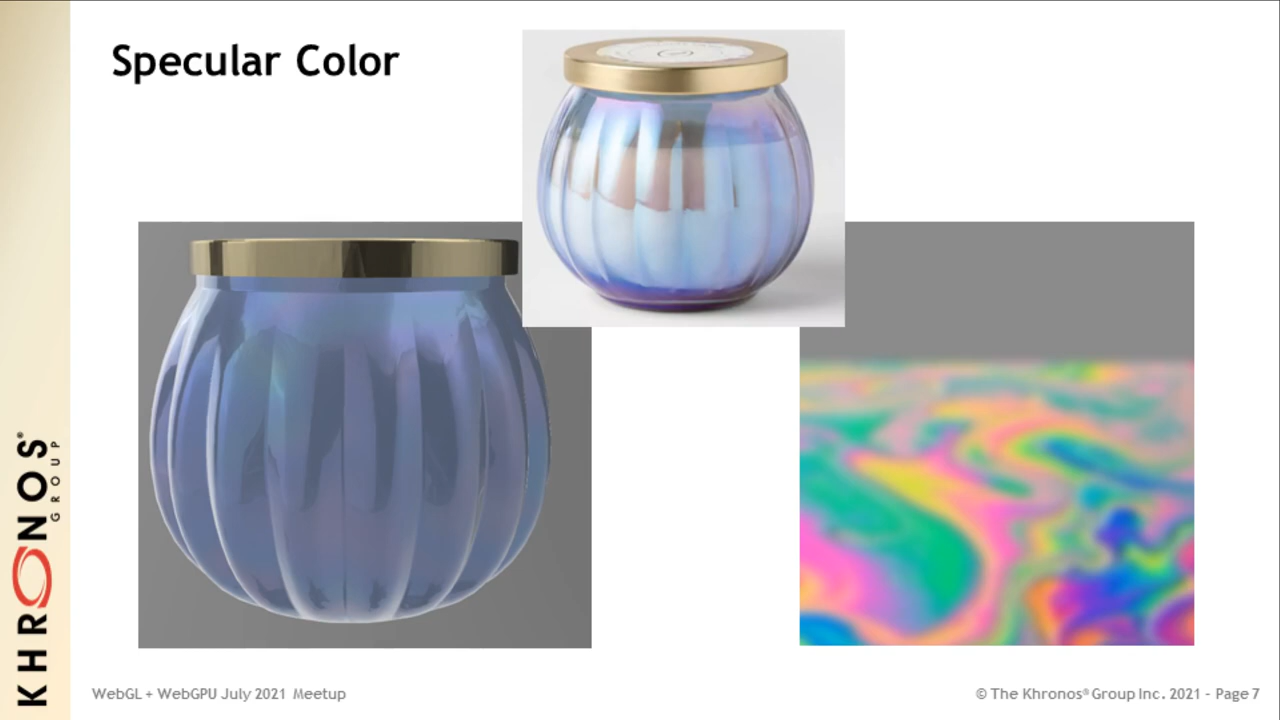 Specular Color
KHRONOS®
GROUP
WebGL + WebGPU July 2021 Meetup
© The Khronos® Group Inc. 2021 - Page 7